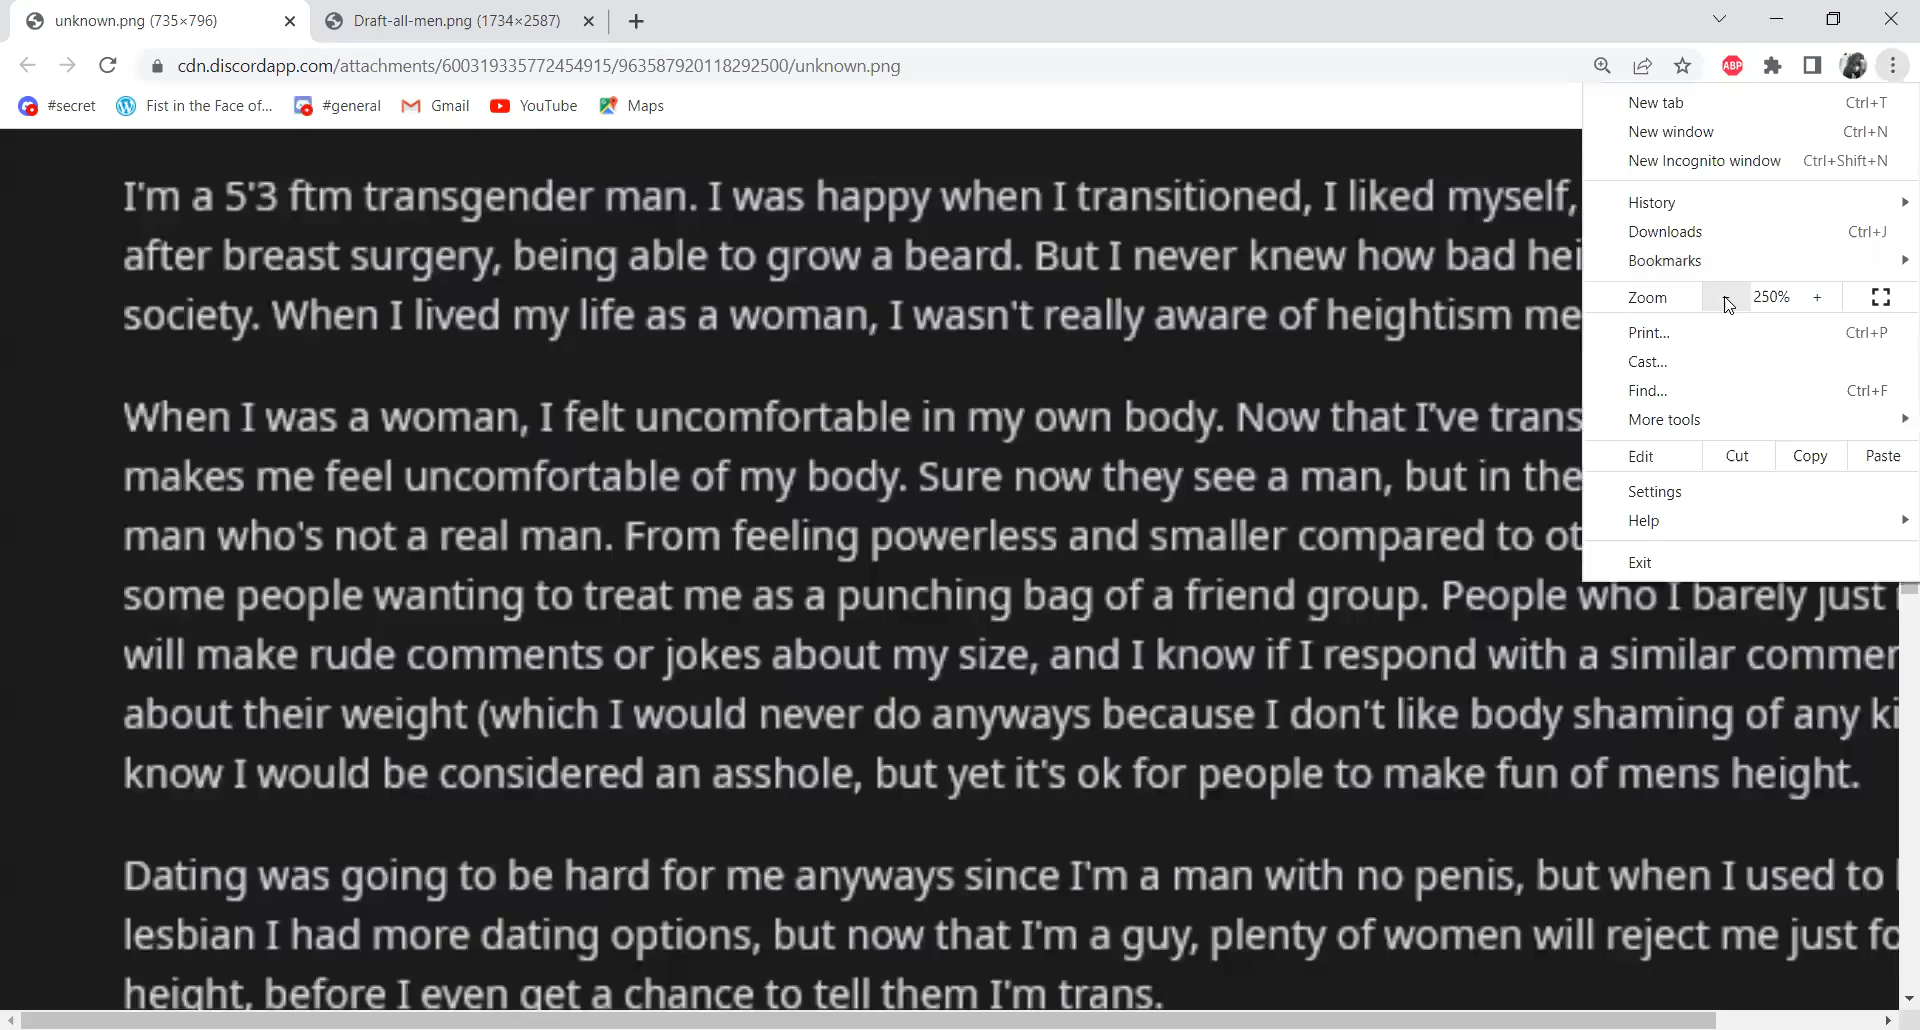 unknown.png (735×796)
Draft-all-men.png (1734×2587)
cdn.discordapp.com/attachments/600319335772454915/963587920118292500/unknown.png
ABP
#secret
Fist in the Face of...
#general
Gmail
YouTube
Maps
New tab Ctrl+T
New window Ctrl+N
New Incognito window Ctrl+Shift+N
History
Downloads Ctrl+J
Bookmarks
Zoom - 250% +
Print... Ctrl+P
Cast...
Find... Ctrl+F
More tools
Edit Cut Copy Paste
Settings
Help
Exit
I'm a 5'3 ftm transgender man. I was happy when I transitioned, I liked myself,
after breast surgery, being able to grow a beard. But I never knew how bad hei
society. When I lived my life as a woman, I wasn't really aware of heightism me
When I was a woman, I felt uncomfortable in my own body. Now that I've trans
makes me feel uncomfortable of my body. Sure now they see a man, but in the
man who's not a real man. From feeling powerless and smaller compared to ot
some people wanting to treat me as a punching bag of a friend group. People who I barely just
will make rude comments or jokes about my size, and I know if I respond with a similar commen
about their weight (which I would never do anyways because I don't like body shaming of any ki
know I would be considered an asshole, but yet it's ok for people to make fun of mens height.
Dating was going to be hard for me anyways since I'm a man with no penis, but when I used to
lesbian I had more dating options, but now that I'm a guy, plenty of women will reject me just fo
height, before I even get a chance to tell them I'm trans.